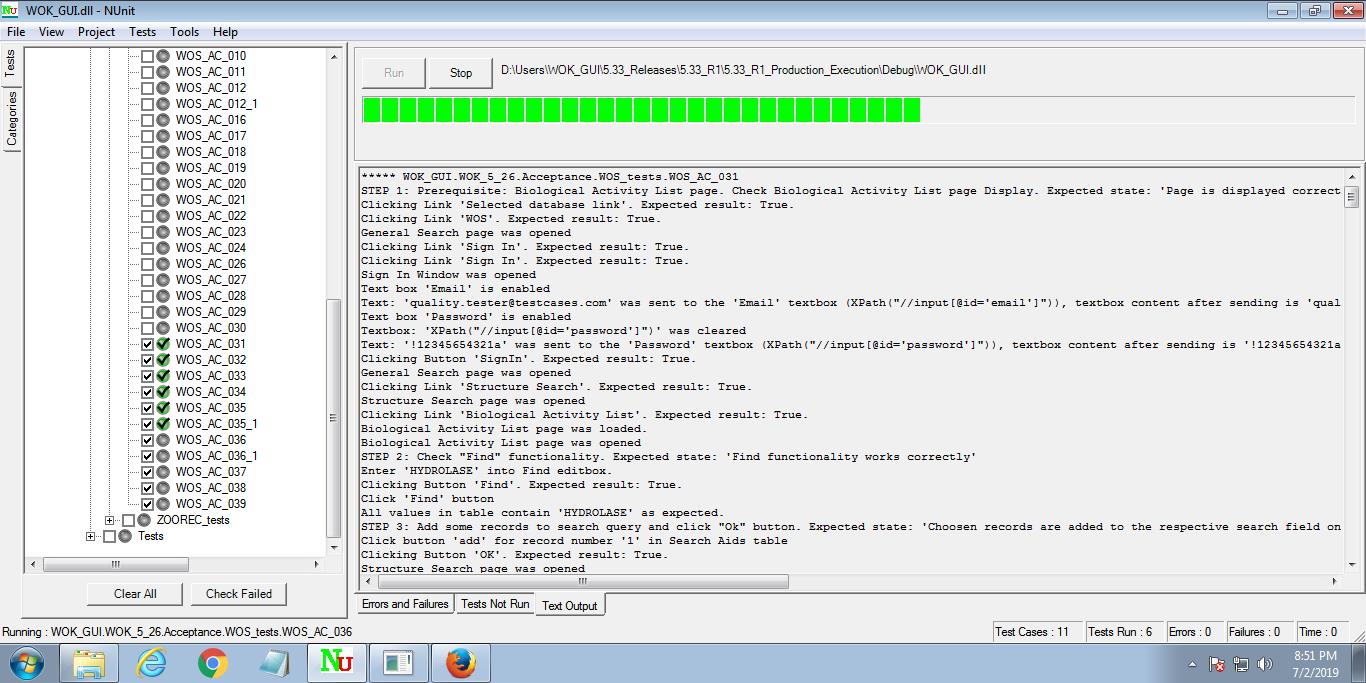 WOK_GUI.dll - NUnit
File View Project Tests Tools Help
Tests
Categories
WOS_AC_010
WOS_AC_011
WOS_AC_012
WOS_AC_012_1
WOS_AC_016
WOS_AC_017
WOS_AC_018
WOS_AC_019
WOS_AC_020
WOS_AC_021
WOS_AC_022
WOS_AC_023
WOS_AC_024
WOS_AC_026
WOS_AC_027
WOS_AC_028
WOS_AC_029
WOS_AC_030
WOS_AC_031
WOS_AC_032
WOS_AC_033
WOS_AC_034
WOS_AC_035
WOS_AC_035_1
WOS_AC_036
WOS_AC_036_1
WOS_AC_037
WOS_AC_038
WOS_AC_039
ZOOREC_tests
Tests
Clear All Check Failed
Run Stop D:\Users\WOK_GUI\5.33_Releases\5.33_R1\5.33_R1_Production_Execution\Debug\WOK_GUI.dll
***** WOK_GUI.WOK_5_26.Acceptance.WOS_tests.WOS_AC_031
STEP 1: Prerequisite: Biological Activity List page. Check Biological Activity List page Display. Expected state: 'Page is displayed correct
Clicking Link 'Selected database link'. Expected result: True.
Clicking Link 'WOS'. Expected result: True.
General Search page was opened
Clicking Link 'Sign In'. Expected result: True.
Clicking Link 'Sign In'. Expected result: True.
Sign In Window was opened
Text box 'Email' is enabled
Text: 'quality.tester@testcases.com' was sent to the 'Email' textbox (XPath("//input[@id='email']")), textbox content after sending is 'qual
Text box 'Password' is enabled
Textbox: 'XPath("//input[@id='password']")' was cleared
Text: '!12345654321a' was sent to the 'Password' textbox (XPath("//input[@id='password']")), textbox content after sending is '!12345654321a
Clicking Button 'SignIn'. Expected result: True.
General Search page was opened
Clicking Link 'Structure Search'. Expected result: True.
Structure Search page was opened
Clicking Link 'Biological Activity List'. Expected result: True.
Biological Activity List page was loaded.
Biological Activity List page was opened
STEP 2: Check "Find" functionality. Expected state: 'Find functionality works correctly'
Enter 'HYDROLASE' into Find editbox.
Clicking Button 'Find'. Expected result: True.
Click 'Find' button
All values in table contain 'HYDROLASE' as expected.
STEP 3: Add some records to search query and click "Ok" button. Expected state: 'Choosen records are added to the respective search field on
Click button 'add' for record number '1' in Search Aids table
Clicking Button 'OK'. Expected result: True.
Structure Search page was opened
Errors and Failures Tests Not Run Text Output
Running : WOK_GUI.WOK_5_26.Acceptance.WOS_tests.WOS_AC_036
Test Cases : 11 Tests Run : 6 Errors : 0 Failures : 0 Time : 0
8:51 PM
7/2/2019